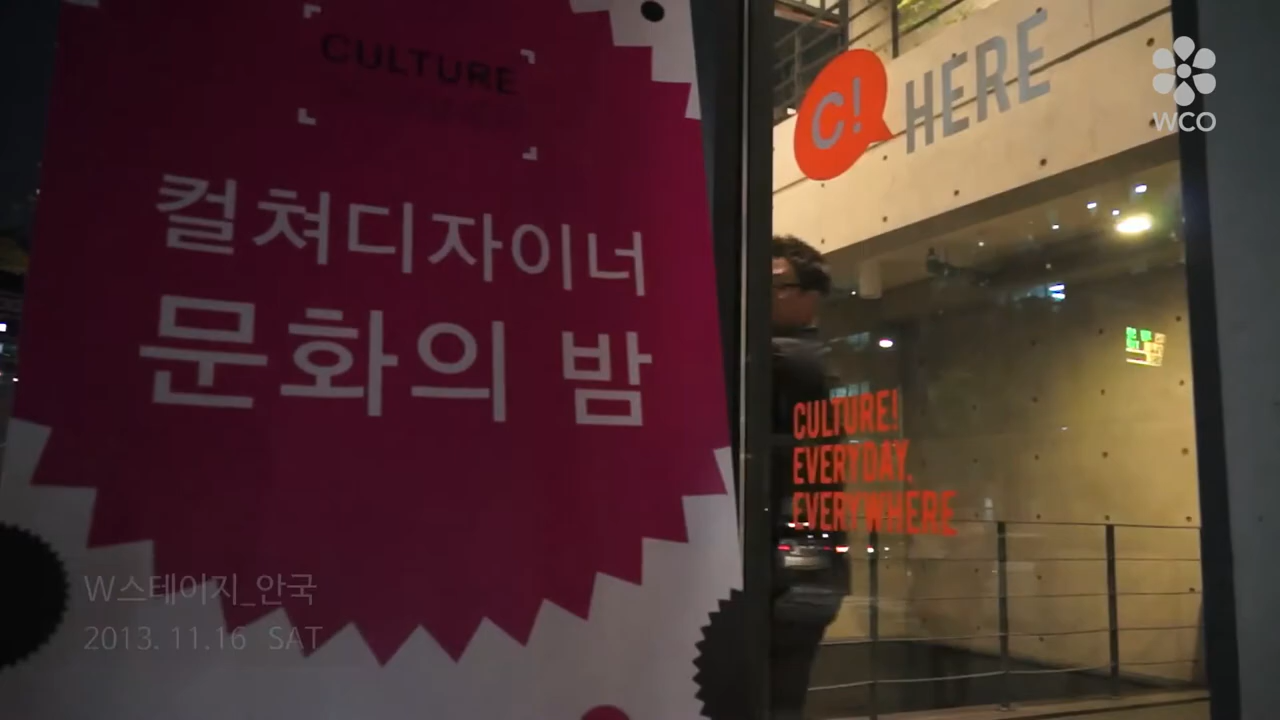 CULTURE
컬쳐디자이너
문화의 밤
W스테이지_안국
2013. 11.16 SAT
C! HERE
CULTURE!
EVERYDAY.
EVERYWHERE
WCO